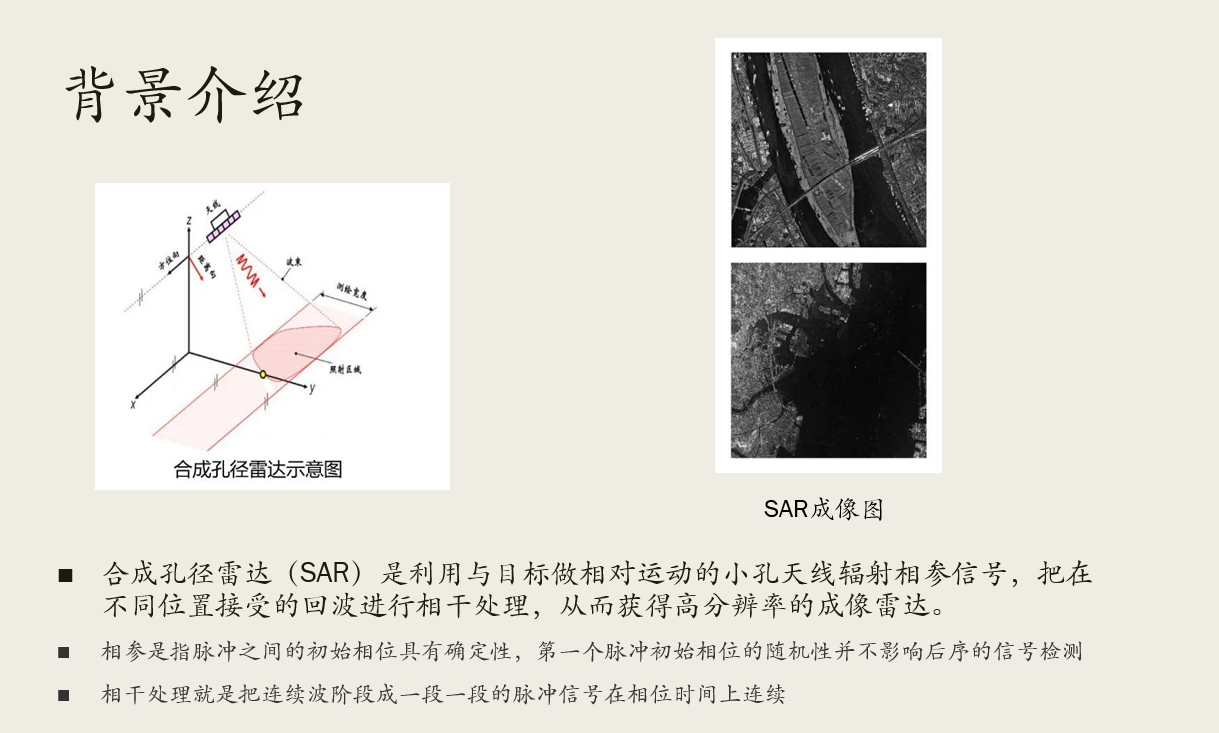 背景介绍
天线
z
方位向
距离向
波束
测绘宽度
照射区域
y
x
合成孔径雷达示意图
SAR成像图
■ 合成孔径雷达（SAR）是利用与目标做相对运动的小孔天线辐射相参信号，把在
不同位置接受的回波进行相干处理，从而获得高分辨率的成像雷达。
■ 相参是指脉冲之间的初始相位具有确定性，第一个脉冲初始相位的随机性并不影响后序的信号检测
■ 相干处理就是把连续波阶段成一段一段的脉冲信号在相位时间上连续